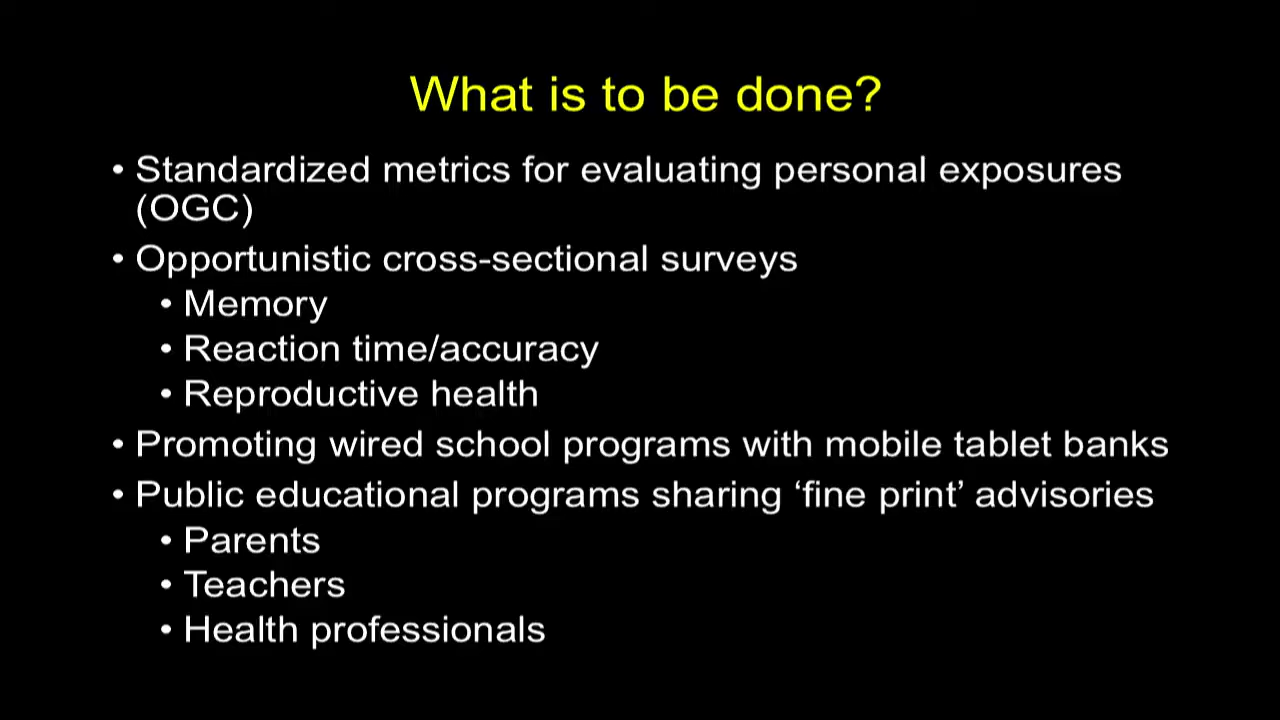 What is to be done?
• Standardized metrics for evaluating personal exposures
(OGC)
• Opportunistic cross-sectional surveys
• Memory
• Reaction time/accuracy
• Reproductive health
• Promoting wired school programs with mobile tablet banks
• Public educational programs sharing ‘fine print’ advisories
• Parents
• Teachers
• Health professionals